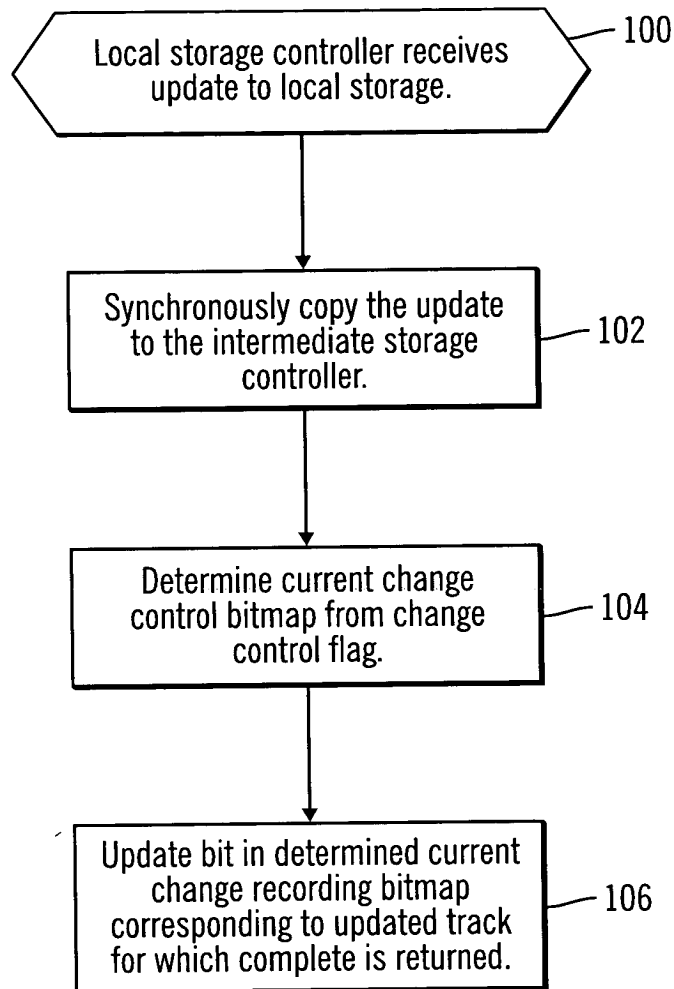 Local storage controller receives
update to local storage.
100
Synchronously copy the update
to the intermediate storage
controller.
102
Determine current change
control bitmap from change
control flag.
104
Update bit in determined current
change recording bitmap
corresponding to updated track
for which complete is returned.
106